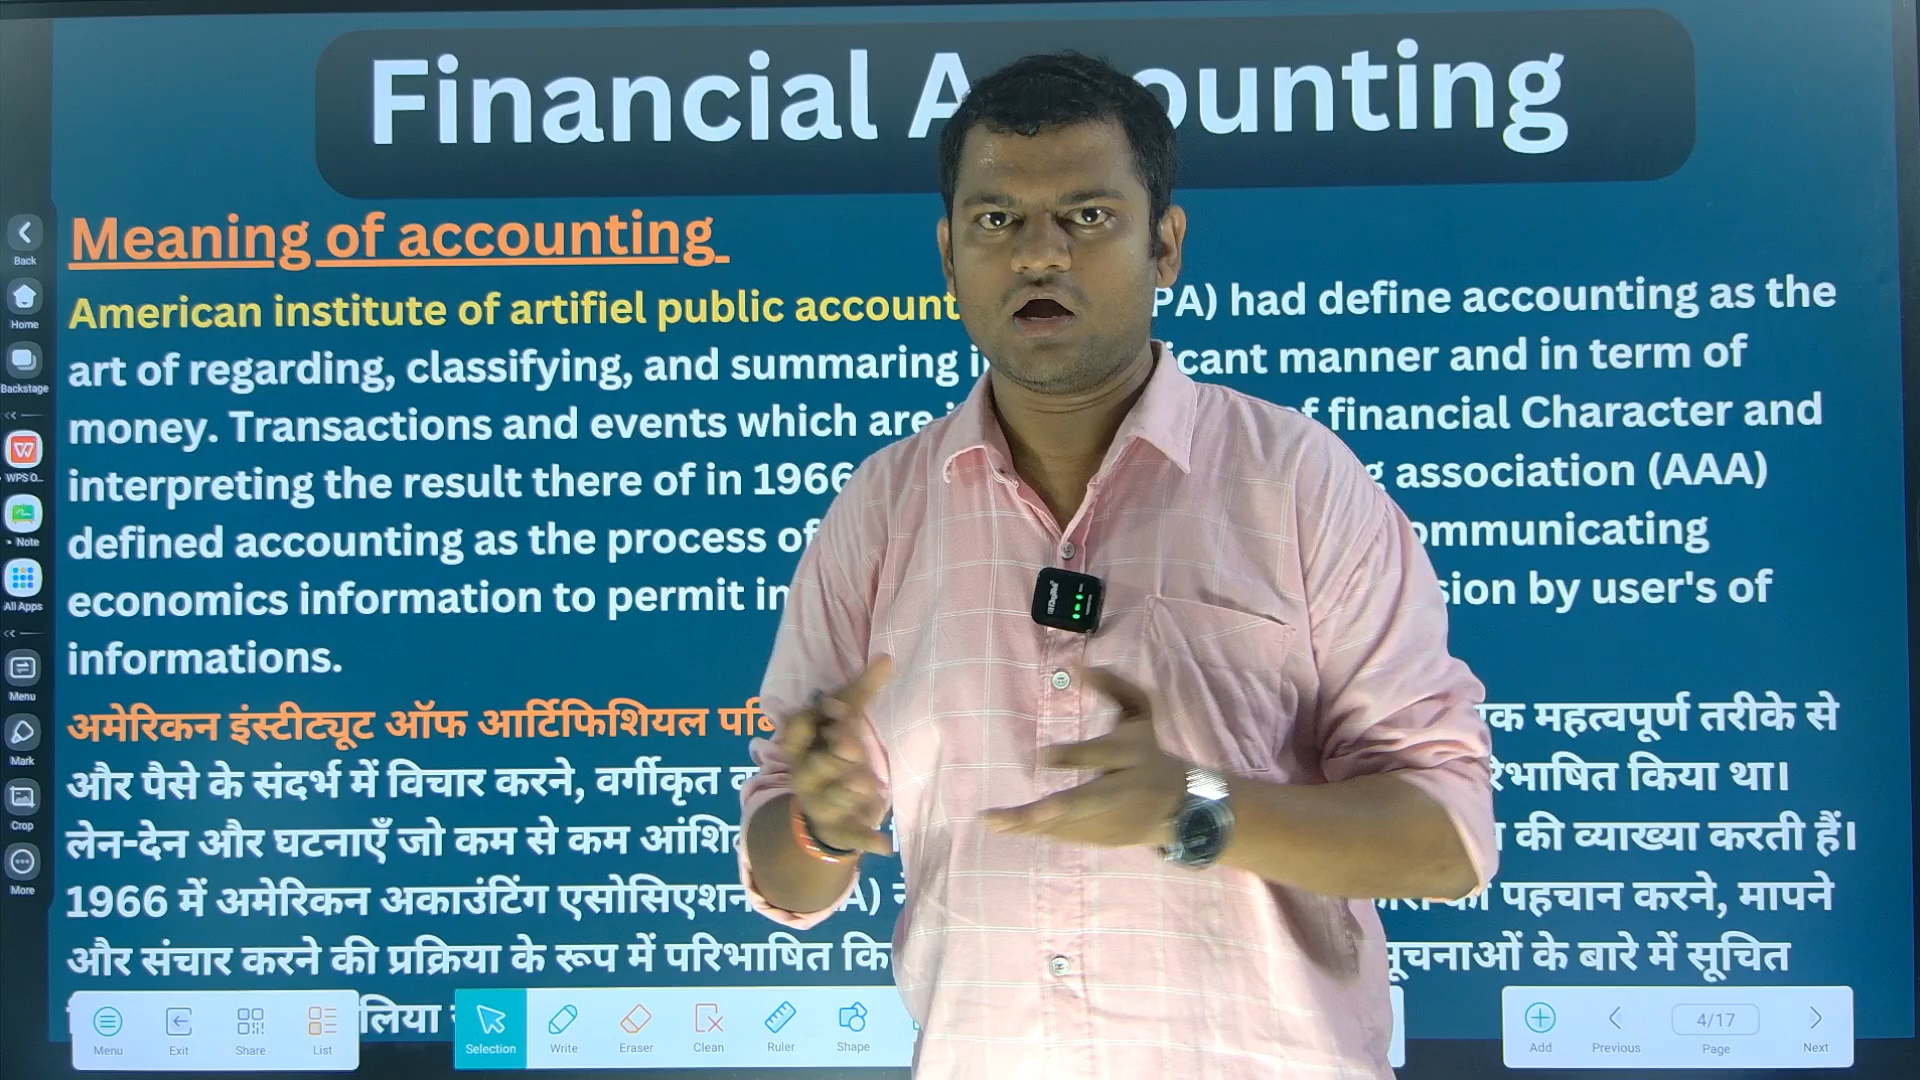 Financial A ounting
Meaning of accounting
American institute of artifiel public account PA) had define accounting as the
art of regarding, classifying, and summaring i icant manner and in term of
money. Transactions and events which are f financial Character and
interpreting the result there of in 1966 g association (AAA)
defined accounting as the process of ommunicating
economics information to permit in sion by user's of
informations.
अमेरिकन इंस्टीट्यूट ऑफ आर्टिफिशियल पब्लि क महत्वपूर्ण तरीके से
और पैसे के संदर्भ में विचार करने, वर्गीकृत रिभाषित किया था।
लेन-देन और घटनाएँ जो कम से कम आंशि की व्याख्या करती हैं।
1966 में अमेरिकन अकाउंटिंग एसोसिएशन A) पहचान करने, मापने
और संचार करने की प्रक्रिया के रूप में परिभाषित कि सूचनाओं के बारे में सूचित
लिया
Back
Home
Backstage
WPS O...
Note
All Apps
Menu
Mark
Crop
More
Menu Exit Share List
Selection Write Eraser Clean Ruler Shape
Add Previous 4/17 Page Next